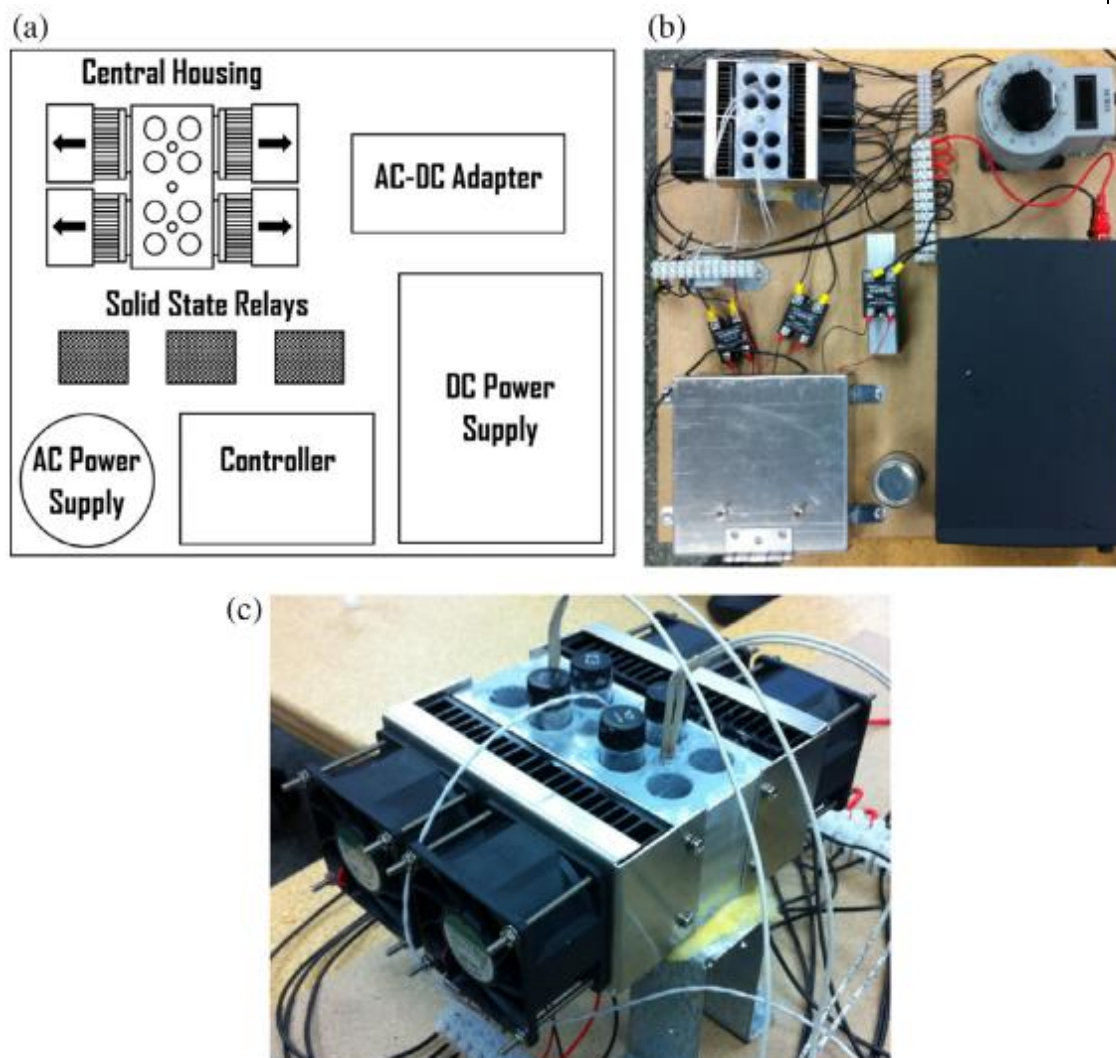 (a)
Central Housing
AC-DC Adapter
Solid State Relays
DC Power
Supply
AC Power
Supply
Controller
(b)
(c)